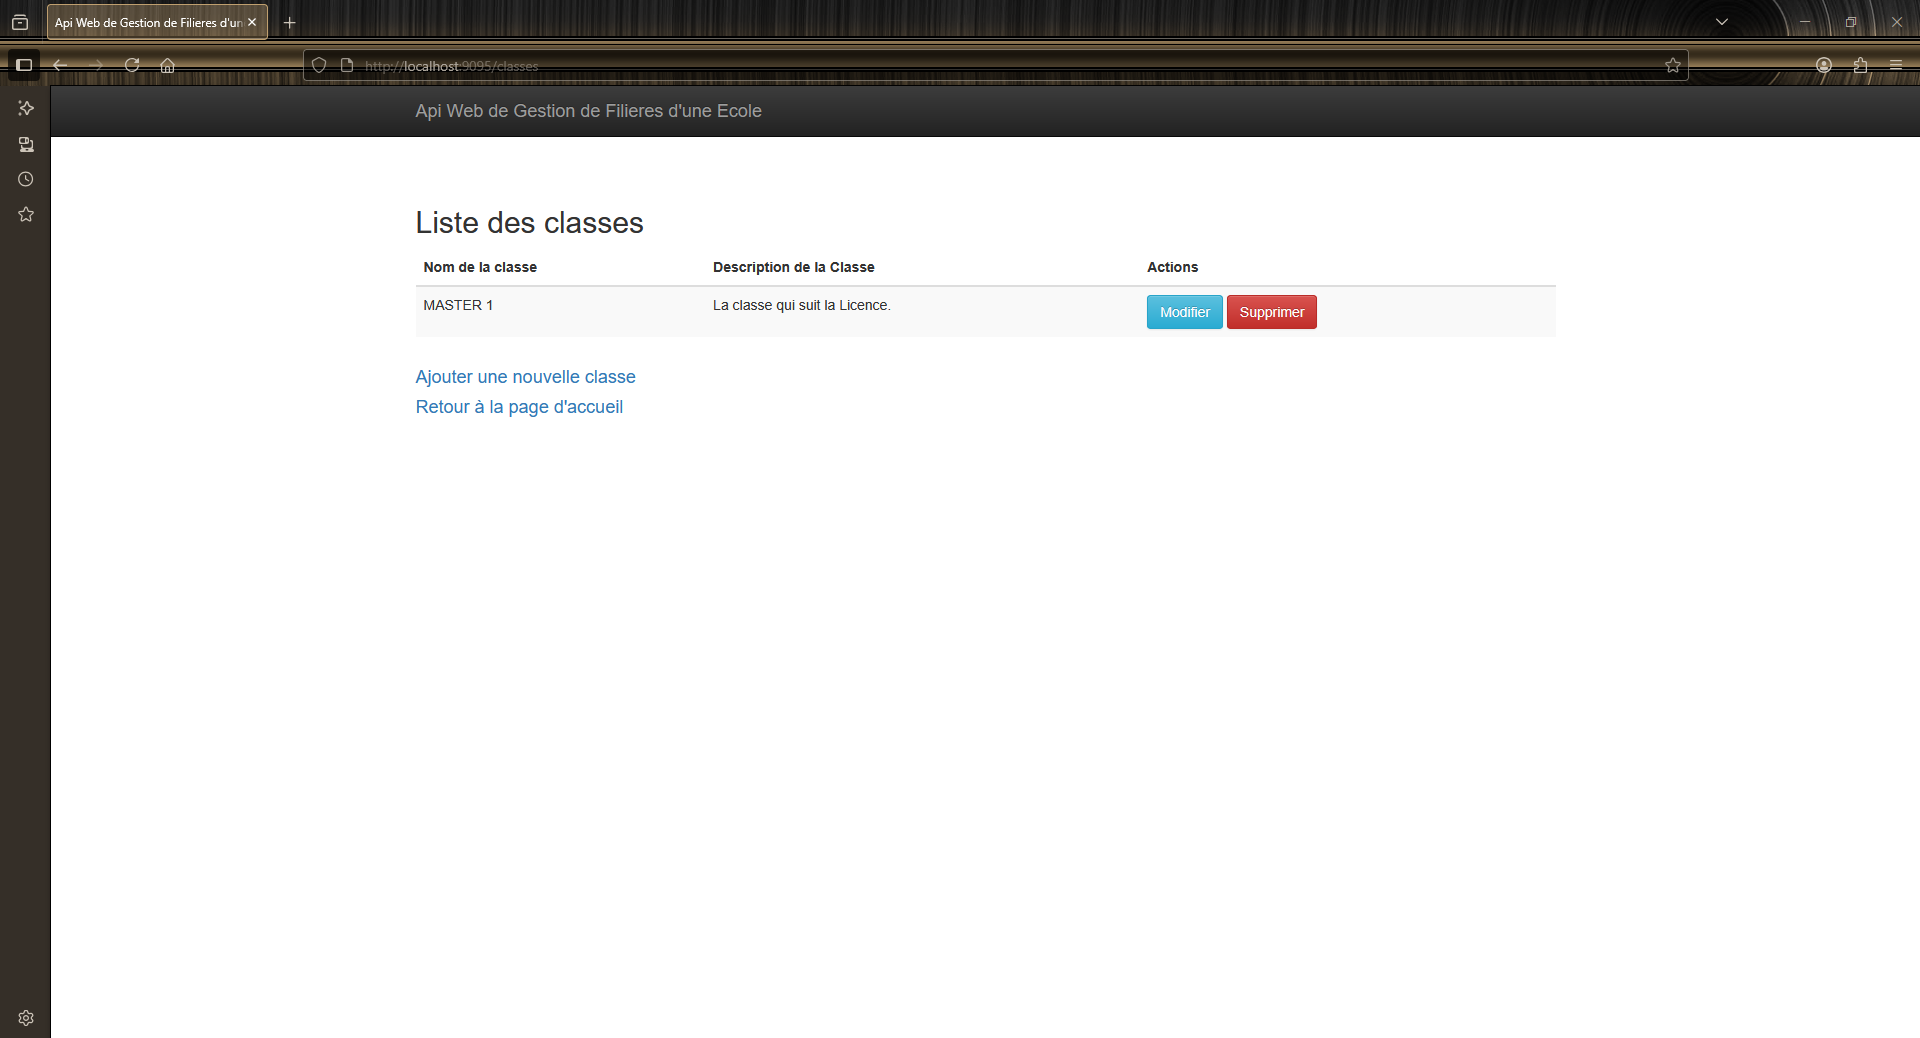 Api Web de Gestion de Filieres d'un
http://localhost:9095/classes
Api Web de Gestion de Filieres d'une Ecole
Liste des classes
Nom de la classe Description de la Classe Actions
MASTER 1 La classe qui suit la Licence. Modifier Supprimer
Ajouter une nouvelle classe
Retour à la page d'accueil